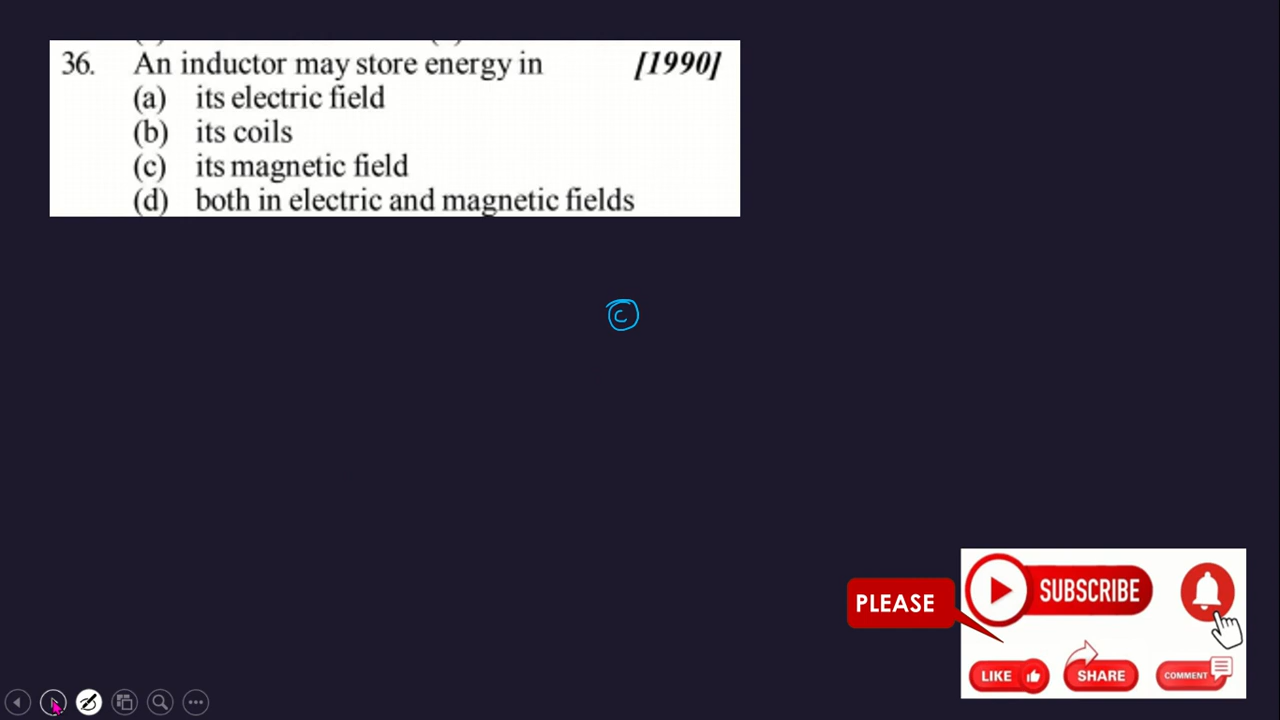 36. An inductor may store energy in [1990]
(a) its electric field
(b) its coils
(c) its magnetic field
(d) both in electric and magnetic fields
c
PLEASE
SUBSCRIBE
LIKE SHARE COMMENT